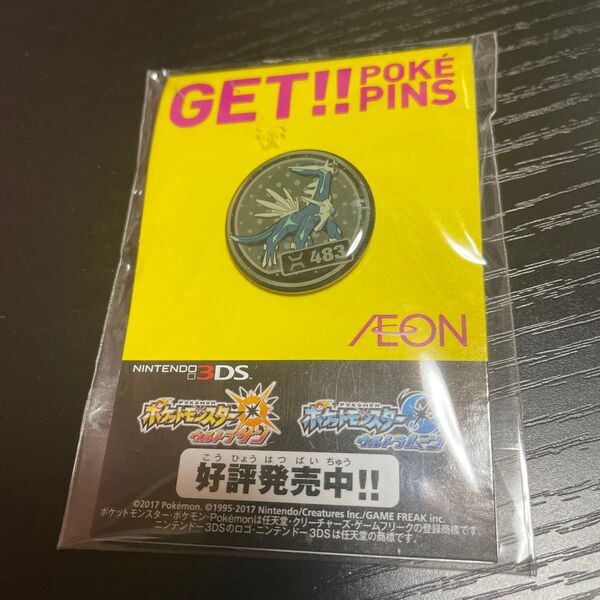 GET!! POKÉ PINS
483
ÆON
NINTENDO 3DS
POKÉMON POKÉMON
ポケットモンスター ポケットモンスター
ウルトラサン ウルトラムーン
こうひょうはつばいちゅう
好評発売中!!
©2017 Pokémon. ©1995-2017 Nintendo/Creatures Inc./GAME FREAK inc.
ポケットモンスター・ポケモン・Pokémonは任天堂・クリーチャーズ・ゲームフリークの登録商標です。
ニンテンドー3DSのロゴ・ニンテンドー3DSは任天堂の商標です。